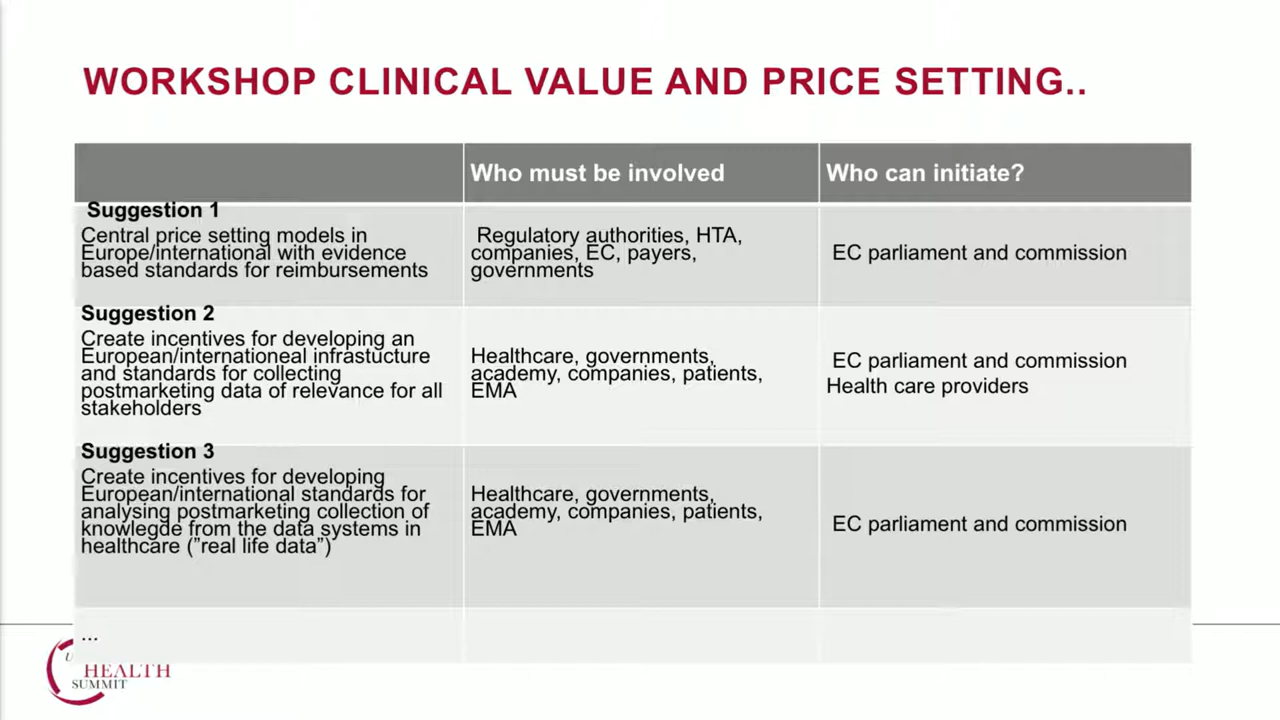 WORKSHOP CLINICAL VALUE AND PRICE SETTING..
Who must be involved
Who can initiate?
Suggestion 1
Central price setting models in
Europe/international with evidence
based standards for reimbursements
Regulatory authorities, HTA,
companies, EC, payers,
governments
EC parliament and commission
Suggestion 2
Create incentives for developing an
European/internationeal infrastucture
and standards for collecting
postmarketing data of relevance for all
stakeholders
Healthcare, governments,
academy, companies, patients,
EMA
EC parliament and commission
Health care providers
Suggestion 3
Create incentives for developing
European/international standards for
analysing postmarketing collection of
knowlegde from the data systems in
healthcare (”real life data”)
Healthcare, governments,
academy, companies, patients,
EMA
EC parliament and commission
...
HEALTH
SUMMIT